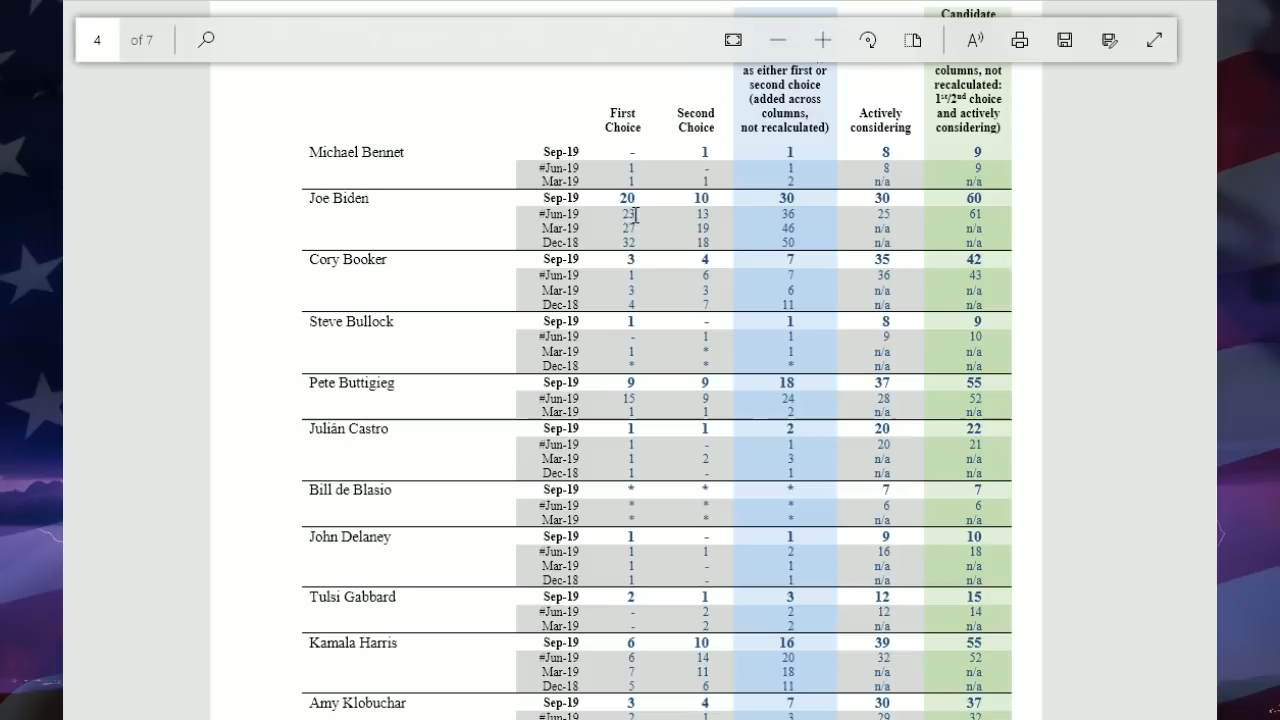 4 of 7
Candidate
as either first or
second choice
(added across
columns,
not recalculated)
columns, not
recalculated:
1st/2nd choice
and actively
considering)
First
Choice
Second
Choice
Actively
considering
Michael Bennet Sep-19 - 1 1 8 9
#Jun-19 1 - 1 8 9
Mar-19 1 1 2 n/a n/a
Joe Biden Sep-19 20 10 30 30 60
#Jun-19 23 13 36 25 61
Mar-19 27 19 46 n/a n/a
Dec-18 32 18 50 n/a n/a
Cory Booker Sep-19 3 4 7 35 42
#Jun-19 1 6 7 36 43
Mar-19 3 3 6 n/a n/a
Dec-18 4 7 11 n/a n/a
Steve Bullock Sep-19 1 - 1 8 9
#Jun-19 - 1 1 9 10
Mar-19 1 * 1 n/a n/a
Dec-18 * * * n/a n/a
Pete Buttigieg Sep-19 9 9 18 37 55
#Jun-19 15 9 24 28 52
Mar-19 1 1 2 n/a n/a
Julián Castro Sep-19 1 1 2 20 22
#Jun-19 1 - 1 20 21
Mar-19 1 2 3 n/a n/a
Dec-18 1 - 1 n/a n/a
Bill de Blasio Sep-19 * * * 7 7
#Jun-19 * * * 6 6
Mar-19 * * * n/a n/a
John Delaney Sep-19 1 - 1 9 10
#Jun-19 1 1 2 16 18
Mar-19 1 - 1 n/a n/a
Dec-18 1 - 1 n/a n/a
Tulsi Gabbard Sep-19 2 1 3 12 15
#Jun-19 - 2 2 12 14
Mar-19 - 2 2 n/a n/a
Kamala Harris Sep-19 6 10 16 39 55
#Jun-19 6 14 20 32 52
Mar-19 7 11 18 n/a n/a
Dec-18 5 6 11 n/a n/a
Amy Klobuchar Sep-19 3 4 7 30 37
#Jun-19 2 1 3 29 32